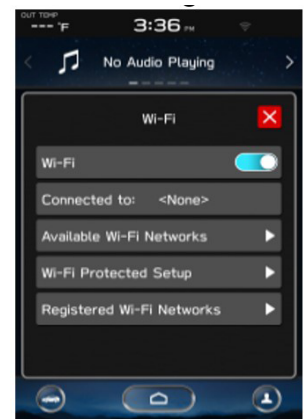 OUT TEMP
--- °F
3:36 PM
No Audio Playing
Wi-Fi
Wi-Fi
Connected to: <None>
Available Wi-Fi Networks
Wi-Fi Protected Setup
Registered Wi-Fi Networks